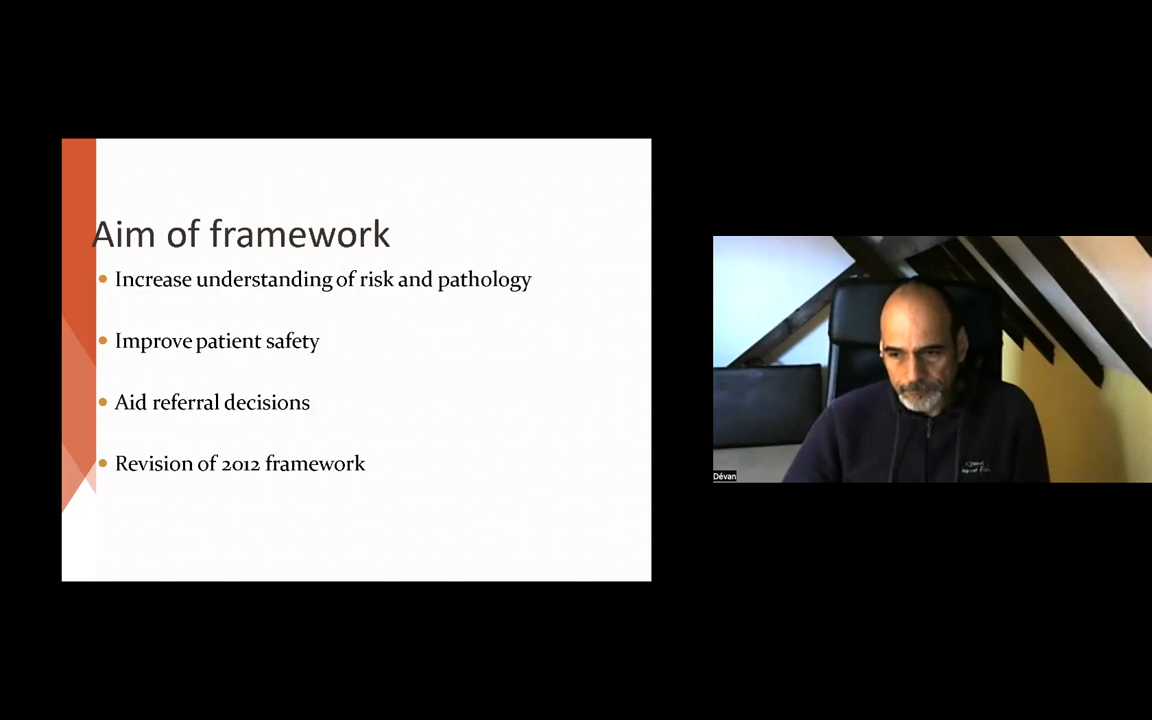 Aim of framework
Increase understanding of risk and pathology
Improve patient safety
Aid referral decisions
Revision of 2012 framework
Dévan